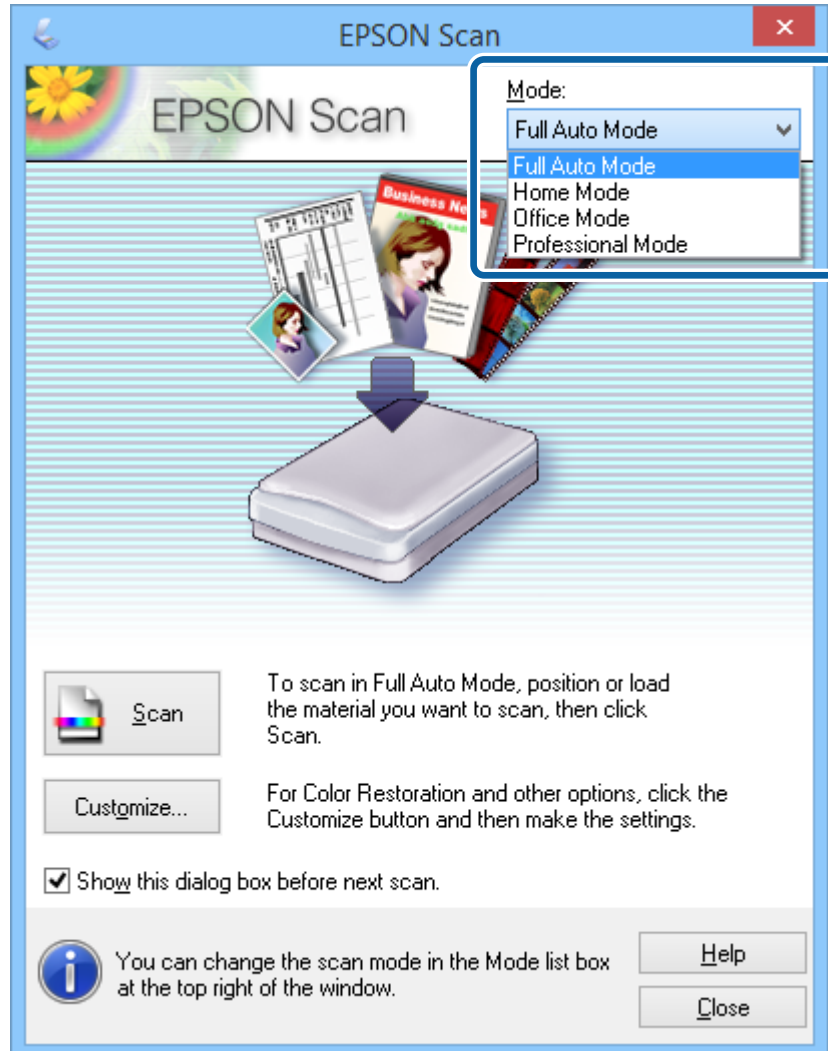 EPSON Scan
EPSON Scan
Mode:
Full Auto Mode
Full Auto Mode
Home Mode
Office Mode
Professional Mode
Business Ne s
Scan
To scan in Full Auto Mode, position or load
the material you want to scan, then click
Scan.
Customize...
For Color Restoration and other options, click the
Customize button and then make the settings.
Show this dialog box before next scan.
You can change the scan mode in the Mode list box
at the top right of the window.
Help
Close